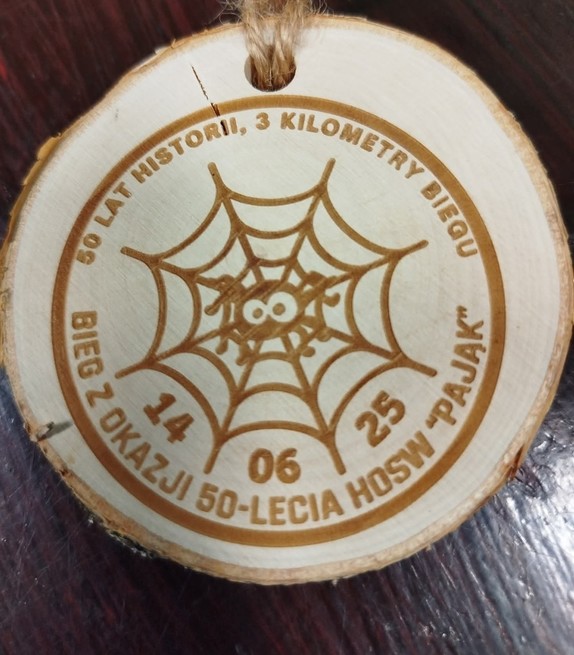 50 LAT HISTORII, 3 KILOMETRY BIEGU
14 06 25
BIEG Z OKAZJI 50-LECIA HOSW "PAJĄK"